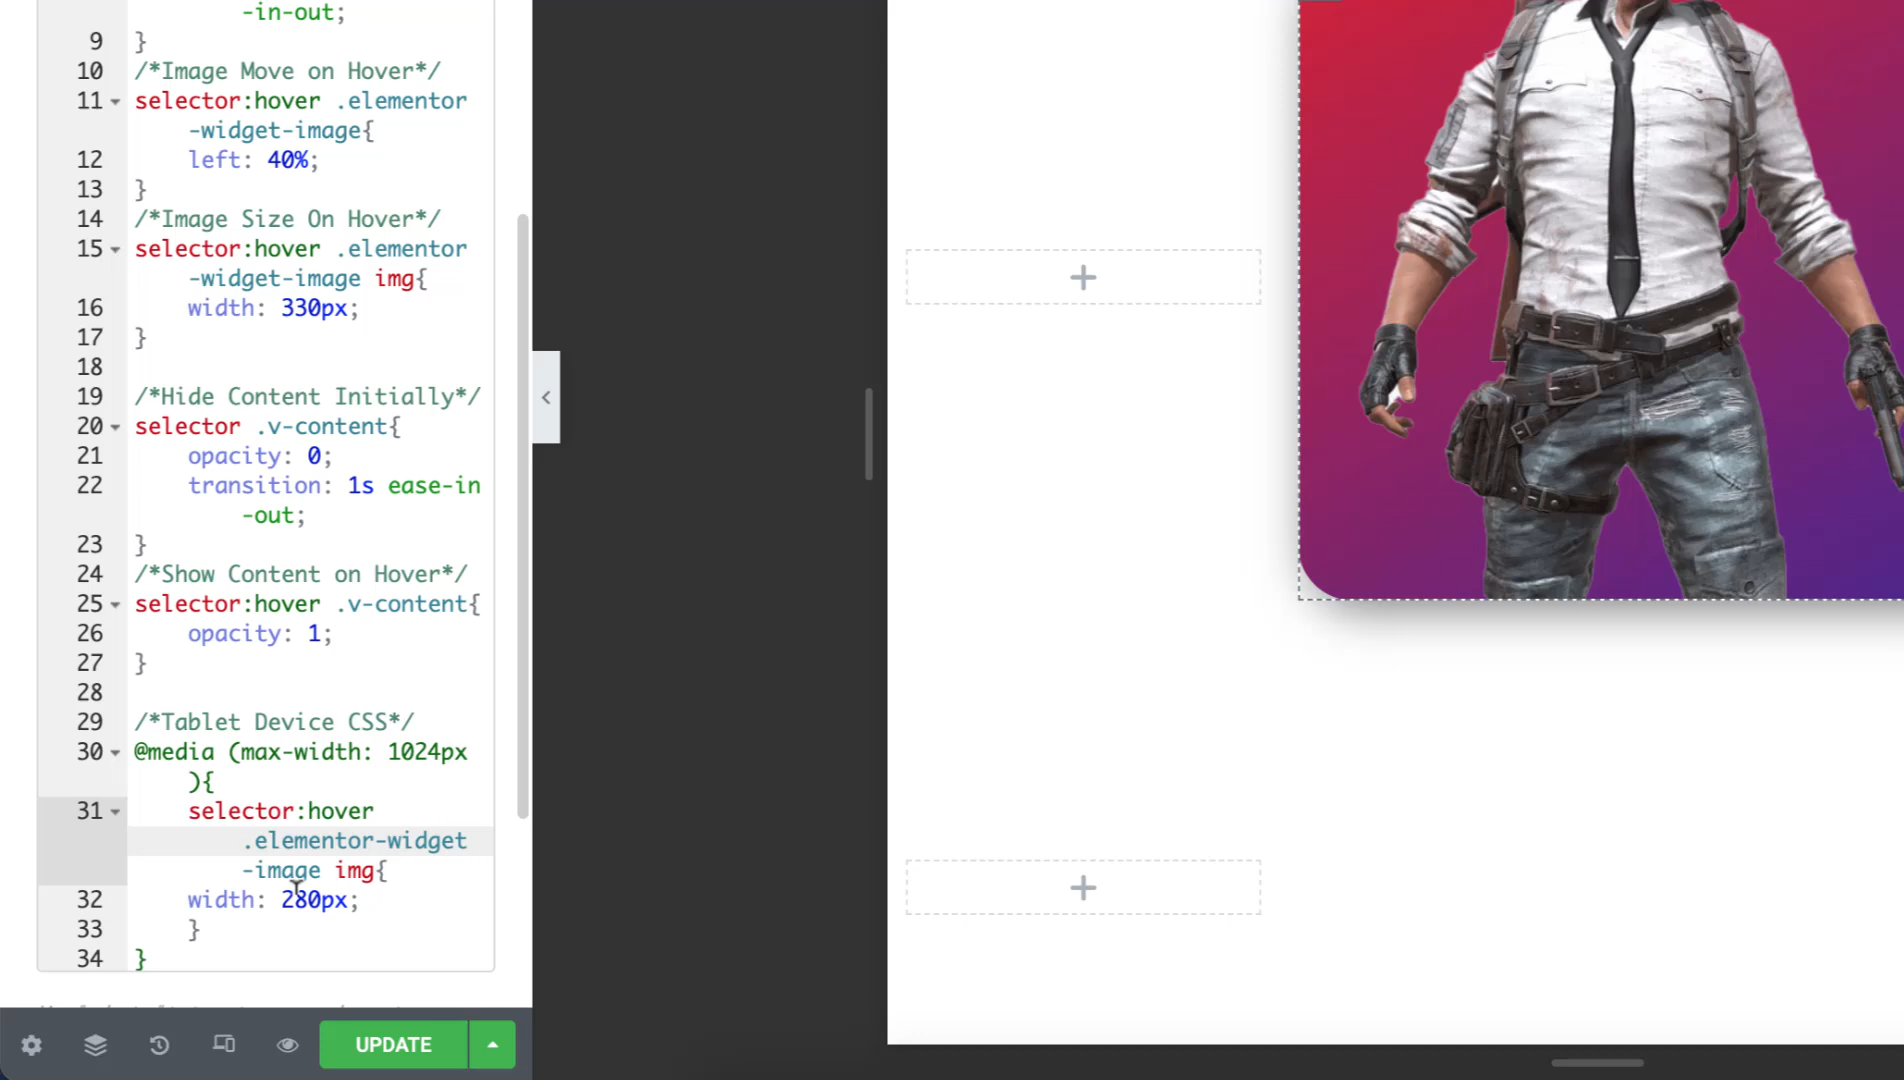 -in-out;
9 }
10 /*Image Move on Hover*/
11 selector:hover .elementor
-widget-image{
12 left: 40%;
13 }
14 /*Image Size On Hover*/
15 selector:hover .elementor
-widget-image img{
16 width: 330px;
17 }
18
19 /*Hide Content Initially*/
20 selector .v-content{
21 opacity: 0;
22 transition: 1s ease-in
-out;
23 }
24 /*Show Content on Hover*/
25 selector:hover .v-content{
26 opacity: 1;
27 }
28
29 /*Tablet Device CSS*/
30 @media (max-width: 1024px
){
31 selector:hover
.elementor-widget
-image img{
32 width: 280px;
33 }
34 }
UPDATE